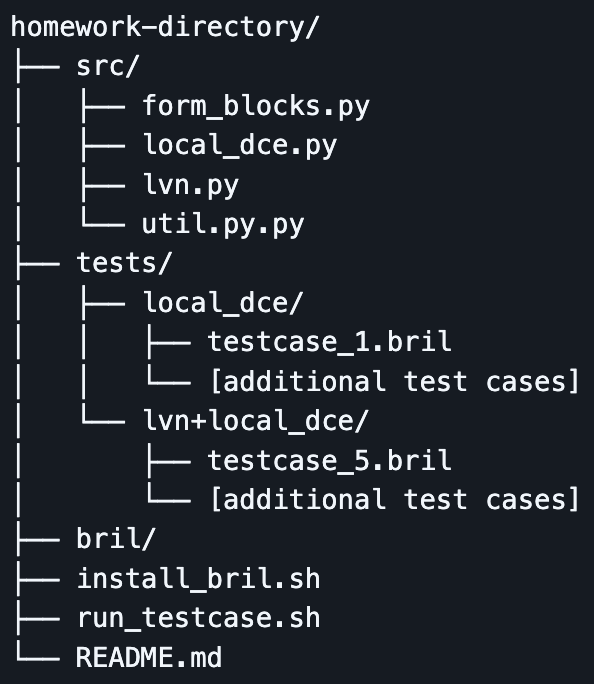 homework-directory/
├── src/
│   ├── form_blocks.py
│   ├── local_dce.py
│   ├── lvn.py
│   └── util.py.py
├── tests/
│   ├── local_dce/
│   │   ├── testcase_1.bril
│   │   └── [additional test cases]
│   └── lvn+local_dce/
│       ├── testcase_5.bril
│       └── [additional test cases]
├── bril/
├── install_bril.sh
├── run_testcase.sh
└── README.md